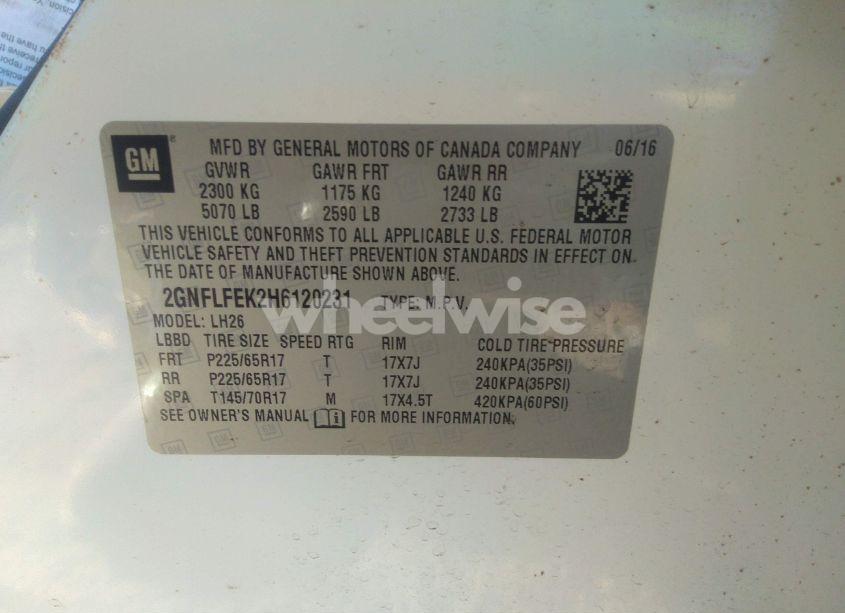 MFD BY GENERAL MOTORS OF CANADA COMPANY 06/16
GM
GVWR GAWR FRT GAWR RR
2300 KG 1175 KG 1240 KG
5070 LB 2590 LB 2733 LB
THIS VEHICLE CONFORMS TO ALL APPLICABLE U.S. FEDERAL MOTOR
VEHICLE SAFETY AND THEFT PREVENTION STANDARDS IN EFFECT ON
THE DATE OF MANUFACTURE SHOWN ABOVE.
2GNFLFEK2H6120231 TYPE: M.P.V.
wheelwise
MODEL: LH26
LBBD TIRE SIZE SPEED RTG RIM COLD TIRE PRESSURE
FRT P225/65R17 T 17X7J 240KPA(35PSI)
RR P225/65R17 T 17X7J 240KPA(35PSI)
SPA T145/70R17 M 17X4.5T 420KPA(60PSI)
SEE OWNER'S MANUAL FOR MORE INFORMATION.